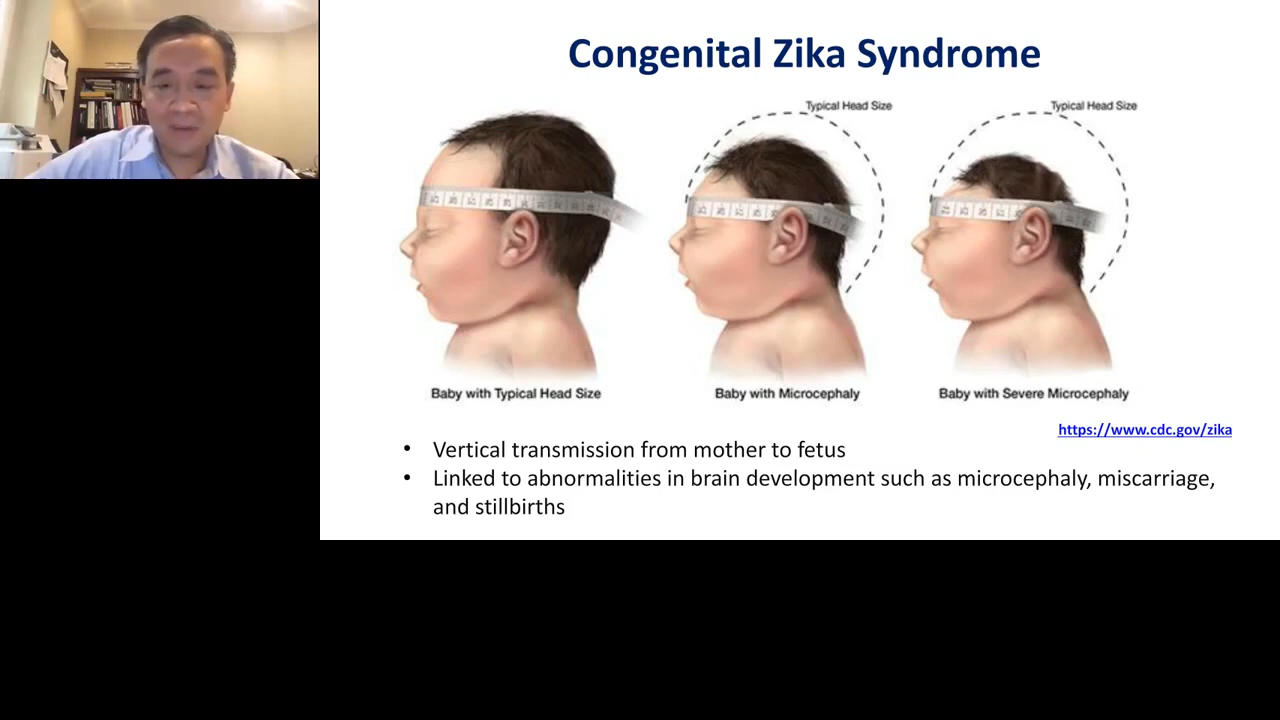 Congenital Zika Syndrome
Typical Head Size
Typical Head Size
Baby with Typical Head Size
Baby with Microcephaly
Baby with Severe Microcephaly
https://www.cdc.gov/zika
• Vertical transmission from mother to fetus
• Linked to abnormalities in brain development such as microcephaly, miscarriage,
and stillbirths